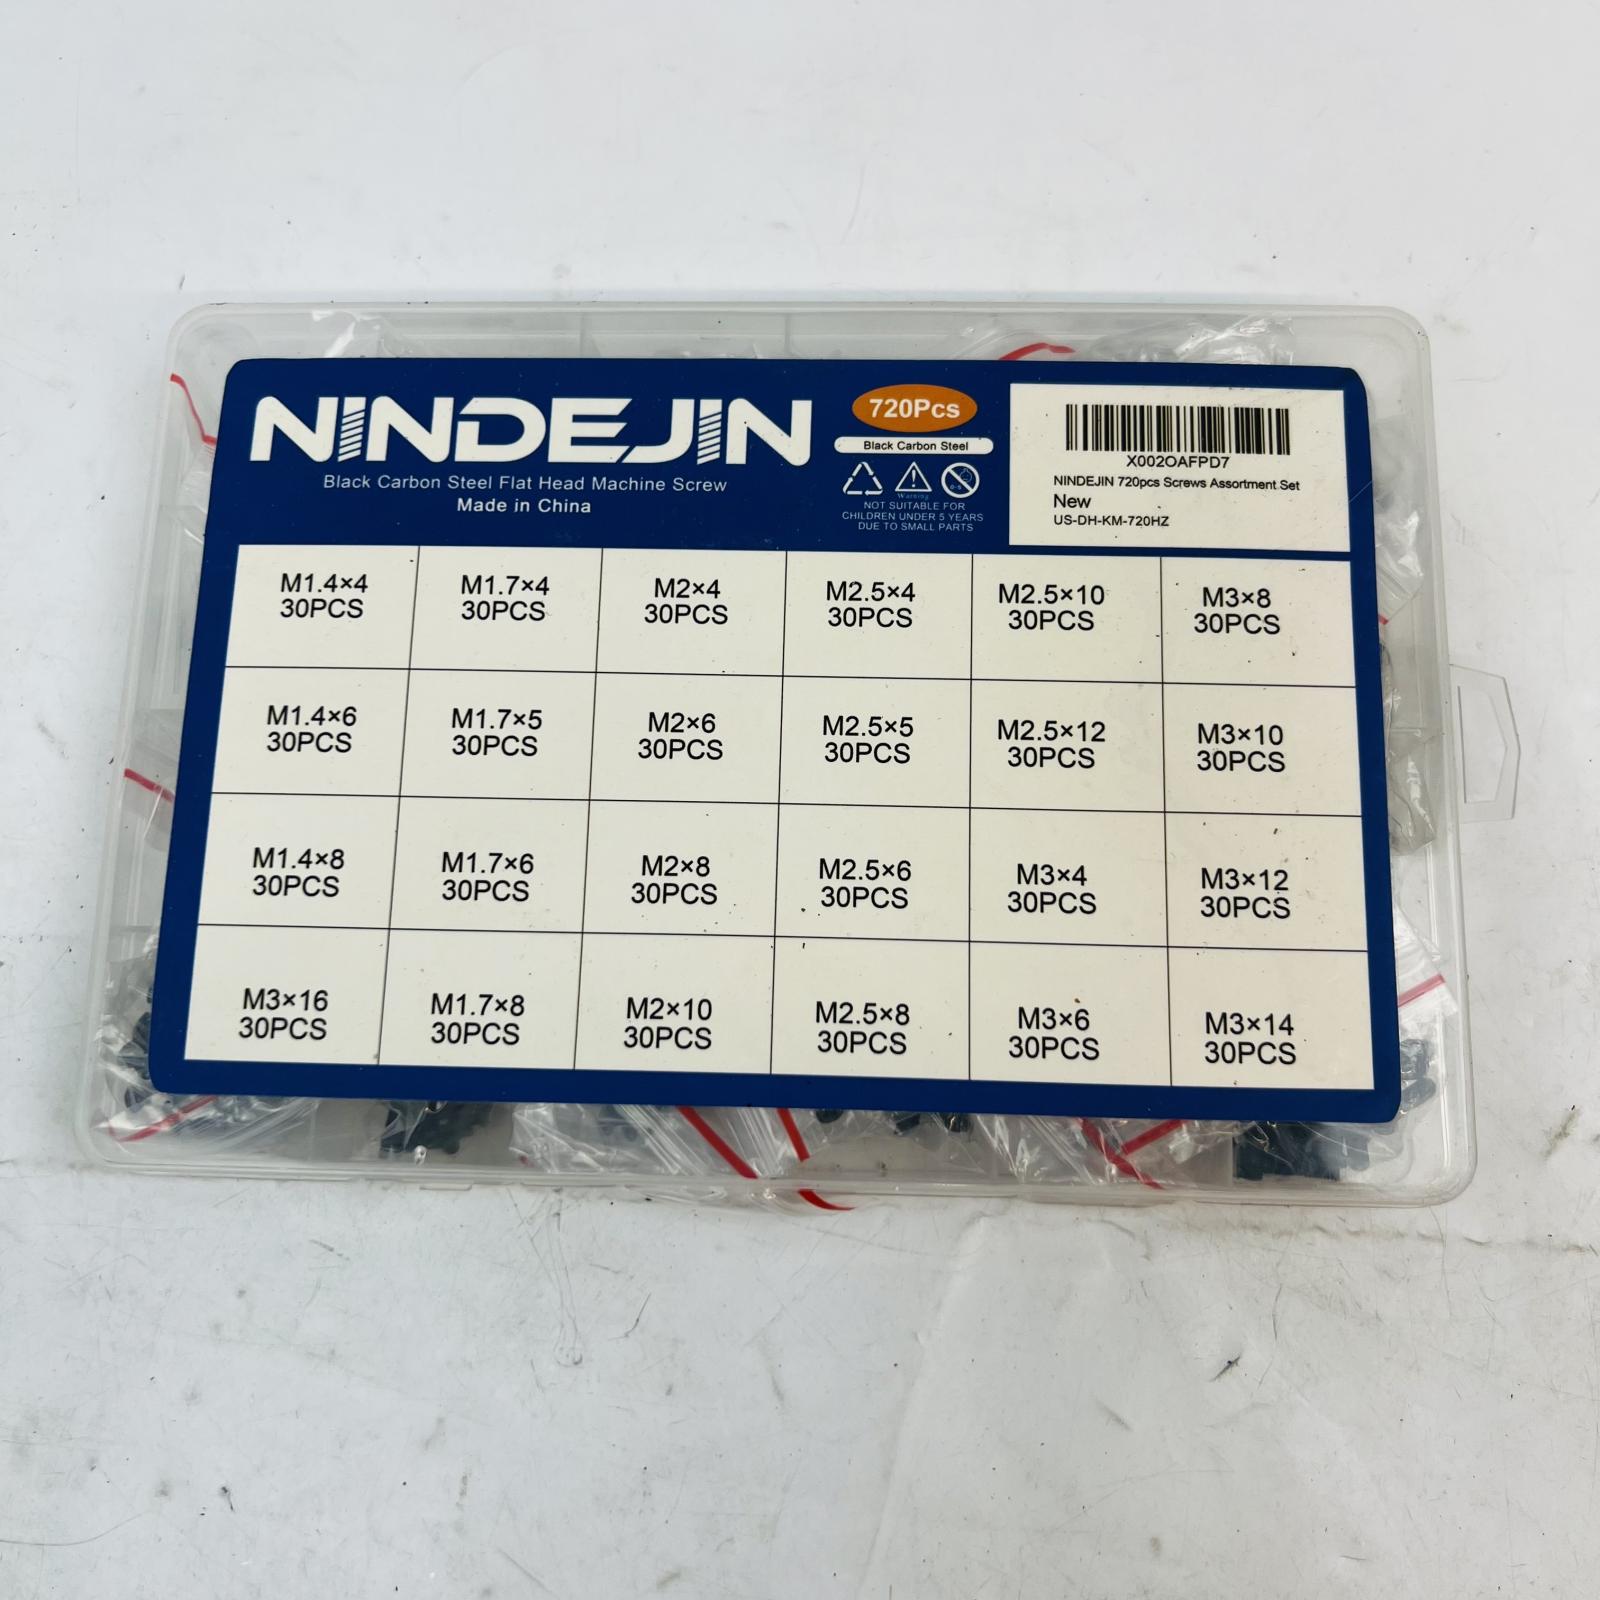 NINDEJIN
Black Carbon Steel Flat Head Machine Screw
Made in China
720Pcs
Black Carbon Steel
0-5
Warning
NOT SUITABLE FOR
CHILDREN UNDER 5 YEARS
DUE TO SMALL PARTS
X002OAFPD7
NINDEJIN 720pcs Screws Assortment Set
New
US-DH-KM-720HZ
M1.4×4 M1.7×4 M2×4 M2.5×4 M2.5×10 M3×8
30PCS 30PCS 30PCS 30PCS 30PCS 30PCS
M1.4×6 M1.7×5 M2×6 M2.5×5 M2.5×12 M3×10
30PCS 30PCS 30PCS 30PCS 30PCS 30PCS
M1.4×8 M1.7×6 M2×8 M2.5×6 M3×4 M3×12
30PCS 30PCS 30PCS 30PCS 30PCS 30PCS
M3×16 M1.7×8 M2×10 M2.5×8 M3×6 M3×14
30PCS 30PCS 30PCS 30PCS 30PCS 30PCS